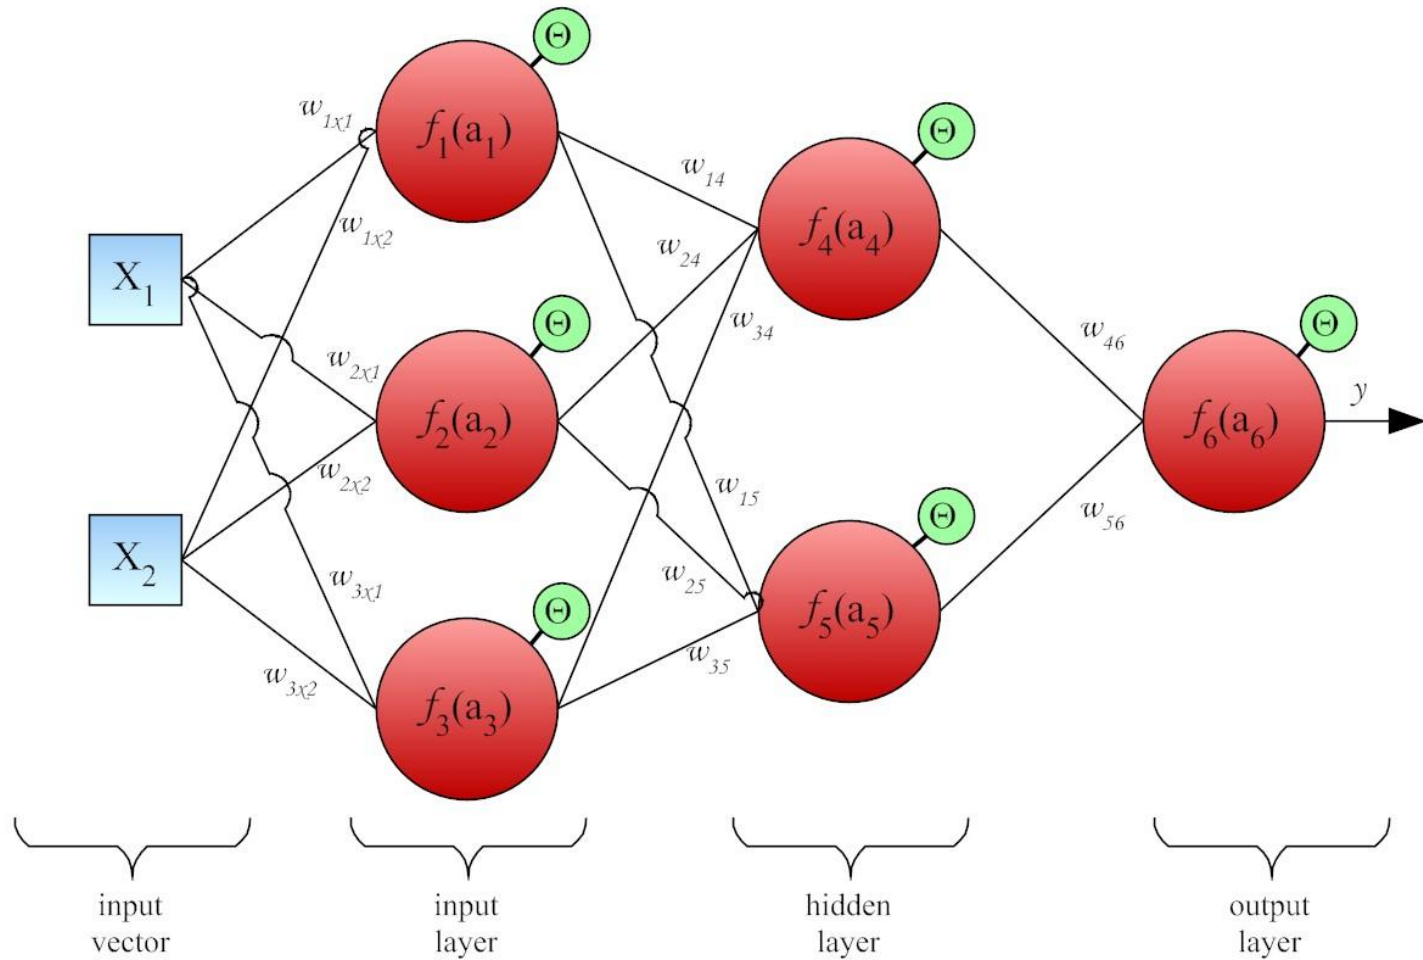 Θ
f₁(a₁)
w₁ₓ₁
w₁ₓ₂
X₁
Θ
f₂(a₂)
w₂ₓ₁
w₂ₓ₂
X₂
Θ
f₃(a₃)
w₃ₓ₁
w₃ₓ₂
w₁₄
w₂₄
w₃₄
Θ
f₄(a₄)
w₁₅
w₂₅
w₃₅
Θ
f₅(a₅)
w₄₆
w₅₆
Θ
f₆(a₆)
y
input
vector
input
layer
hidden
layer
output
layer